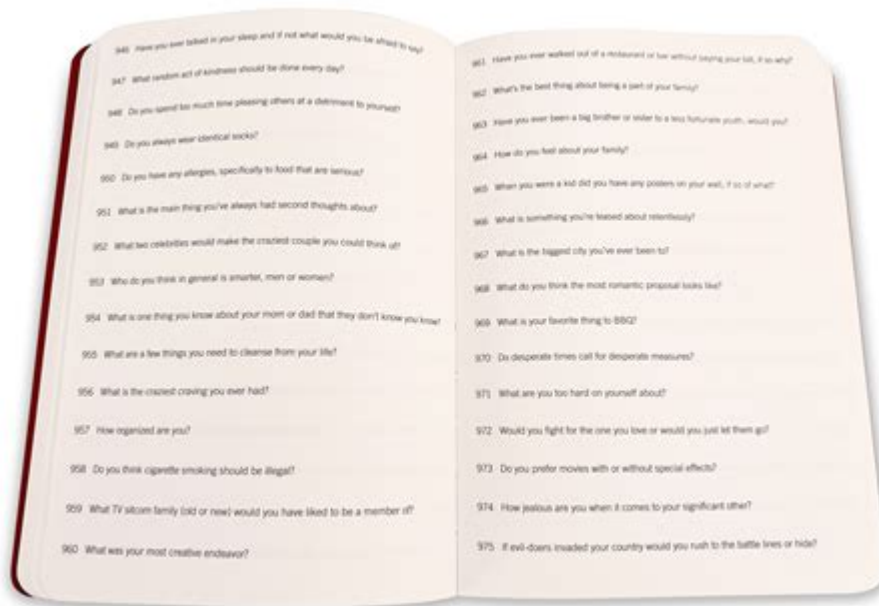 946 Have you ever talked in your sleep and if not what would you be afraid to say?
947 What random act of kindness should be done every day?
948 Do you spend too much time pleasing others at a detriment to yourself?
949 Do you always wear identical socks?
950 Do you have any allergies, specifically to food that are serious?
951 What is the main thing you've always had second thoughts about?
952 What two celebrities would make the craziest couple you could think of?
953 Who do you think in general is smarter, men or women?
954 What is one thing you know about your mom or dad that they don't know you know?
955 What are a few things you need to cleanse from your life?
956 What is the craziest craving you ever had?
957 How organized are you?
958 Do you think cigarette smoking should be illegal?
959 What TV sitcom family (old or new) would you have liked to be a member of?
960 What was your most creative endeavor?
961 Have you ever walked out of a restaurant or bar without paying your bill, if so why?
962 What's the best thing about being a part of your family?
963 Have you ever been a big brother or sister to a less fortunate youth, would you?
964 How do you feel about your family?
965 When you were a kid did you have any posters on your wall, if so of what?
966 What is something you're teased about relentlessly?
967 What is the biggest city you've ever been to?
968 What do you think the most romantic proposal looks like?
969 What is your favorite thing to BBQ?
970 Do desperate times call for desperate measures?
971 What are you too hard on yourself about?
972 Would you fight for the one you love or would you just let them go?
973 Do you prefer movies with or without special effects?
974 How jealous are you when it comes to your significant other?
975 If evil-doers invaded your country would you rush to the battle lines or hide?